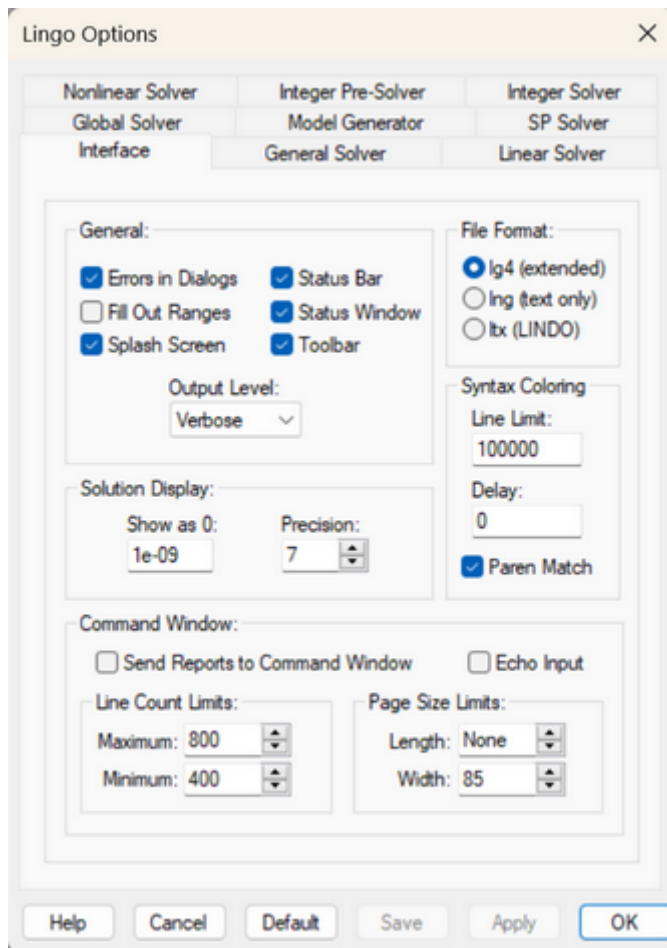 Lingo Options
Nonlinear Solver Integer Pre-Solver Integer Solver
Global Solver Model Generator SP Solver
Interface General Solver Linear Solver
General:
Errors in Dialogs Status Bar
Fill Out Ranges Status Window
Splash Screen Toolbar
Output Level:
Verbose
File Format:
lg4 (extended)
lng (text only)
ltx (LINDO)
Solution Display:
Show as 0: Precision:
1e-09 7
Syntax Coloring
Line Limit:
100000
Delay:
0
Paren Match
Command Window:
Send Reports to Command Window Echo Input
Line Count Limits:
Maximum: 800
Minimum: 400
Page Size Limits:
Length: None
Width: 85
Help Cancel Default Save Apply OK